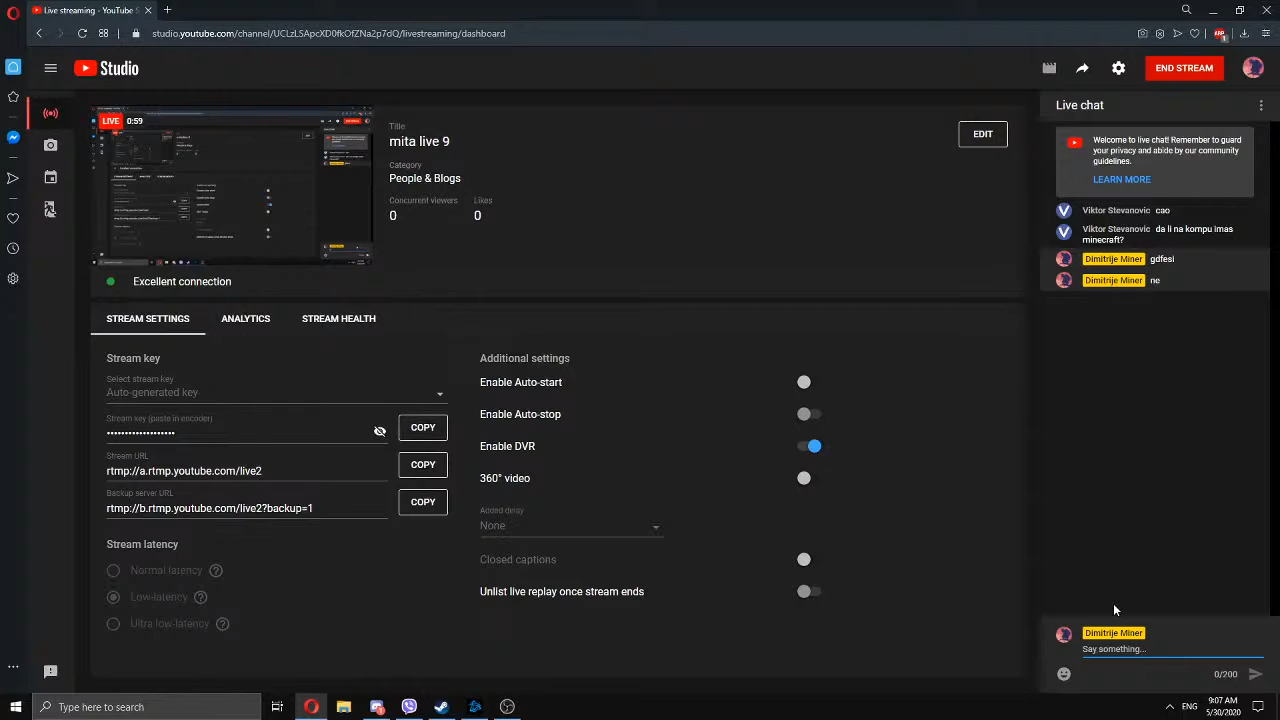 Live streaming - YouTube S
studio.youtube.com/channel/UCLzLSApcXD0fkOfZNa2p7dQ/livestreaming/dashboard
Studio
END STREAM
LIVE 0:59
Title
mita live 9
EDIT
Category
People & Blogs
Concurrent viewers Likes
0 0
Excellent connection
STREAM SETTINGS ANALYTICS STREAM HEALTH
Stream key
Select stream key
Auto-generated key
Stream key (paste in encoder)
•••••••••••••••••• COPY
Stream URL
rtmp://a.rtmp.youtube.com/live2 COPY
Backup server URL
rtmp://b.rtmp.youtube.com/live2?backup=1 COPY
Stream latency
Normal latency
Low-latency
Ultra low-latency
Additional settings
Enable Auto-start
Enable Auto-stop
Enable DVR
360° video
Added delay
None
Closed captions
Unlist live replay once stream ends
Live chat
Welcome to live chat! Remember to guard
your privacy and abide by our community
guidelines.
LEARN MORE
Viktor Stevanovic cao
Viktor Stevanovic da li na kompu imas
minecraft?
Dimitrije Miner gdfesi
Dimitrije Miner ne
Dimitrije Miner
Say something...
0/200
Type here to search
ENG
9:07 AM
5/30/2020